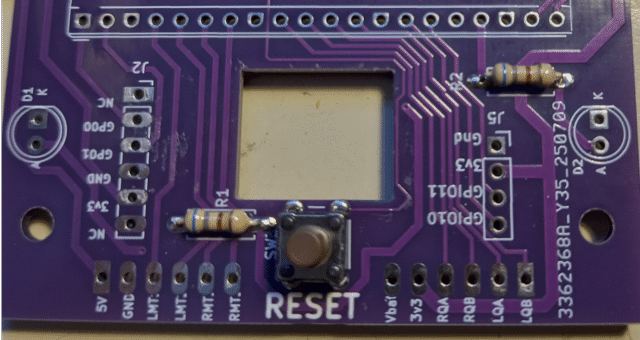 J2
D1
K
A
NC
GP00
GP01
GND
3v3
NC
R1
SW5
R2
J5
Gnd
3v3
GPIO11
GPIO10
K
A
D2
3362368A_Y35_250709
5V
GND
LMT.
LMT.
RMT.
RMT.
RESET
Vbat
3v3
RQA
RQB
LQA
LQB